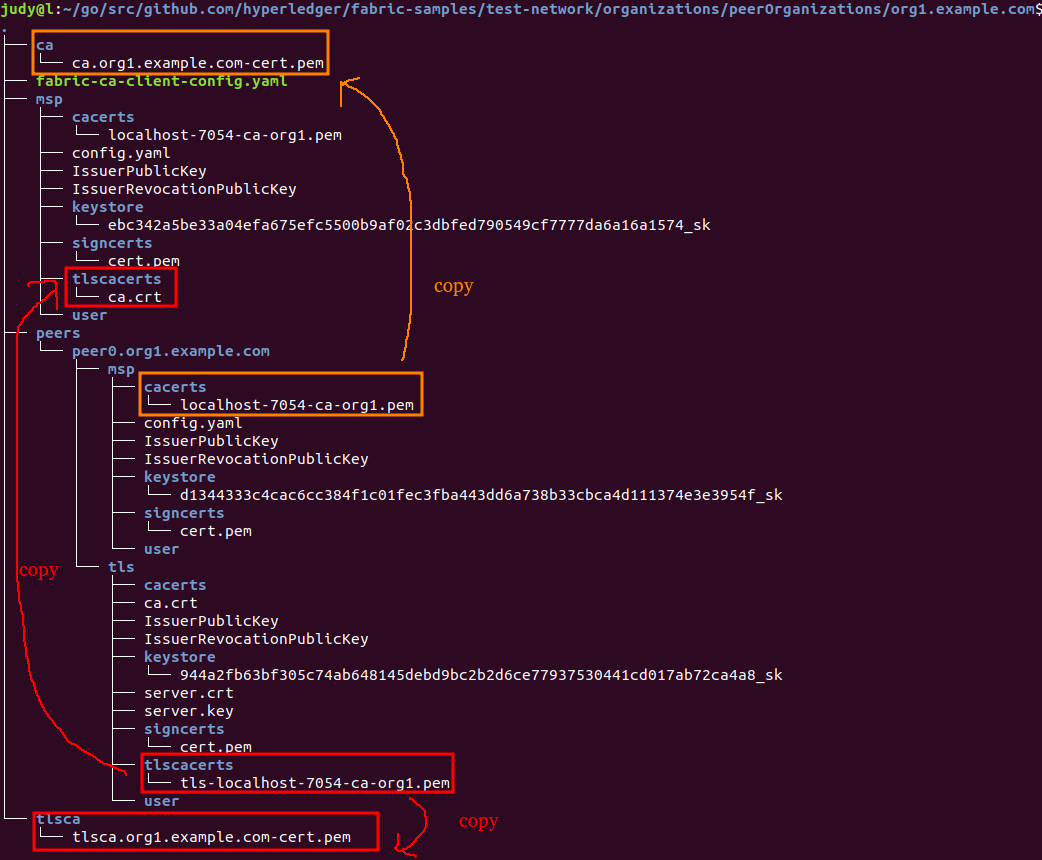 judy@l:~/go/src/github.com/hyperledger/fabric-samples/test-network/organizations/peerOrganizations/org1.example.com$
.
ca
ca.org1.example.com-cert.pem
fabric-ca-client-config.yaml
msp
cacerts
localhost-7054-ca-org1.pem
config.yaml
IssuerPublicKey
IssuerRevocationPublicKey
keystore
ebc342a5be33a04efa675efc5500b9af02c3dbfed790549cf7777da6a16a1574_sk
signcerts
cert.pem
tlscacerts
copy
ca.crt
user
peers
peer0.org1.example.com
msp
cacerts
localhost-7054-ca-org1.pem
config.yaml
IssuerPublicKey
IssuerRevocationPublicKey
keystore
d1344333c4cac6cc384f1c01fec3fba443dd6a738b33cbca4d111374e3e3954f_sk
signcerts
cert.pem
user
tls
copy
cacerts
ca.crt
IssuerPublicKey
IssuerRevocationPublicKey
keystore
944a2fb63bf305c74ab648145debd9bc2b2d6ce77937530441cd017ab72ca4a8_sk
server.crt
server.key
signcerts
cert.pem
tlscacerts
tls-localhost-7054-ca-org1.pem
user
tlsca
copy
tlsca.org1.example.com-cert.pem